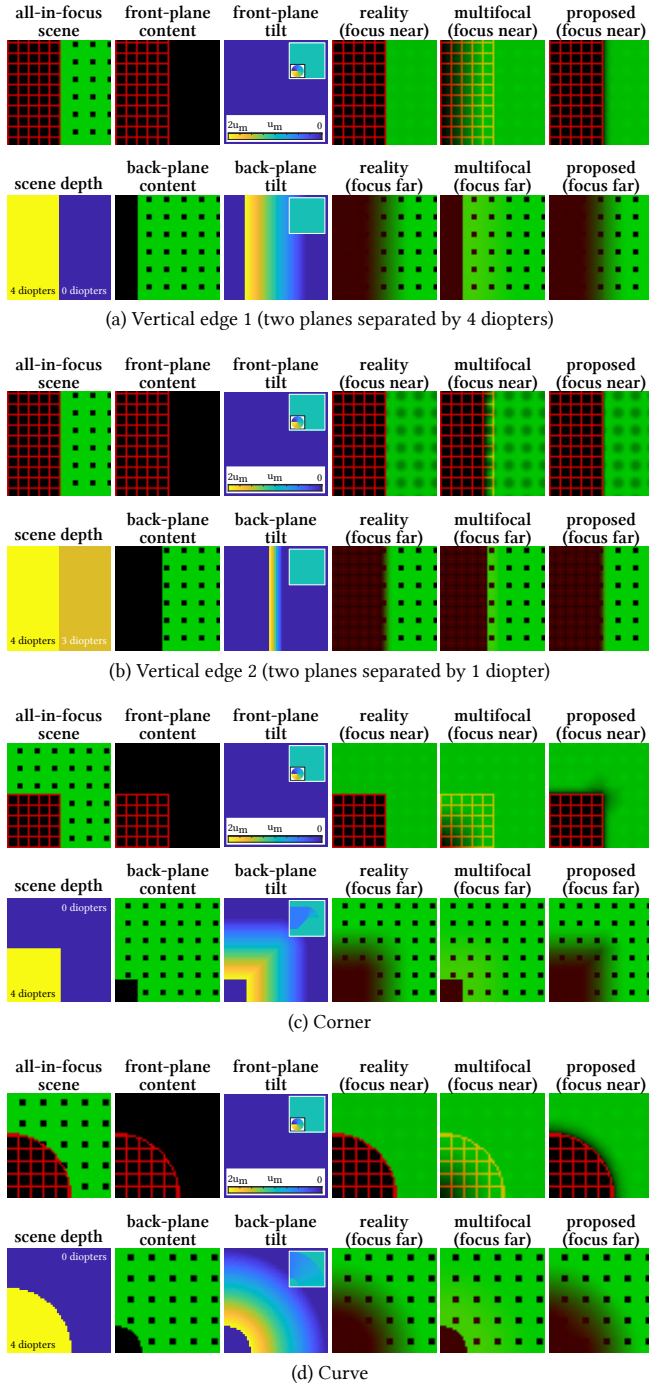 all-in-focus scene
front-plane content
front-plane tilt
reality (focus near)
multifocal (focus near)
proposed (focus near)
2um um 0
scene depth
back-plane content
back-plane tilt
reality (focus far)
multifocal (focus far)
proposed (focus far)
4 diopters 0 diopters
(a) Vertical edge 1 (two planes separated by 4 diopters)
all-in-focus scene
front-plane content
front-plane tilt
reality (focus near)
multifocal (focus near)
proposed (focus near)
2um um 0
scene depth
back-plane content
back-plane tilt
reality (focus far)
multifocal (focus far)
proposed (focus far)
4 diopters 3 diopters
(b) Vertical edge 2 (two planes separated by 1 diopter)
all-in-focus scene
front-plane content
front-plane tilt
reality (focus near)
multifocal (focus near)
proposed (focus near)
2um um 0
scene depth
back-plane content
back-plane tilt
reality (focus far)
multifocal (focus far)
proposed (focus far)
0 diopters
4 diopters
(c) Corner
all-in-focus scene
front-plane content
front-plane tilt
reality (focus near)
multifocal (focus near)
proposed (focus near)
2um um 0
scene depth
back-plane content
back-plane tilt
reality (focus far)
multifocal (focus far)
proposed (focus far)
0 diopters
4 diopters
(d) Curve